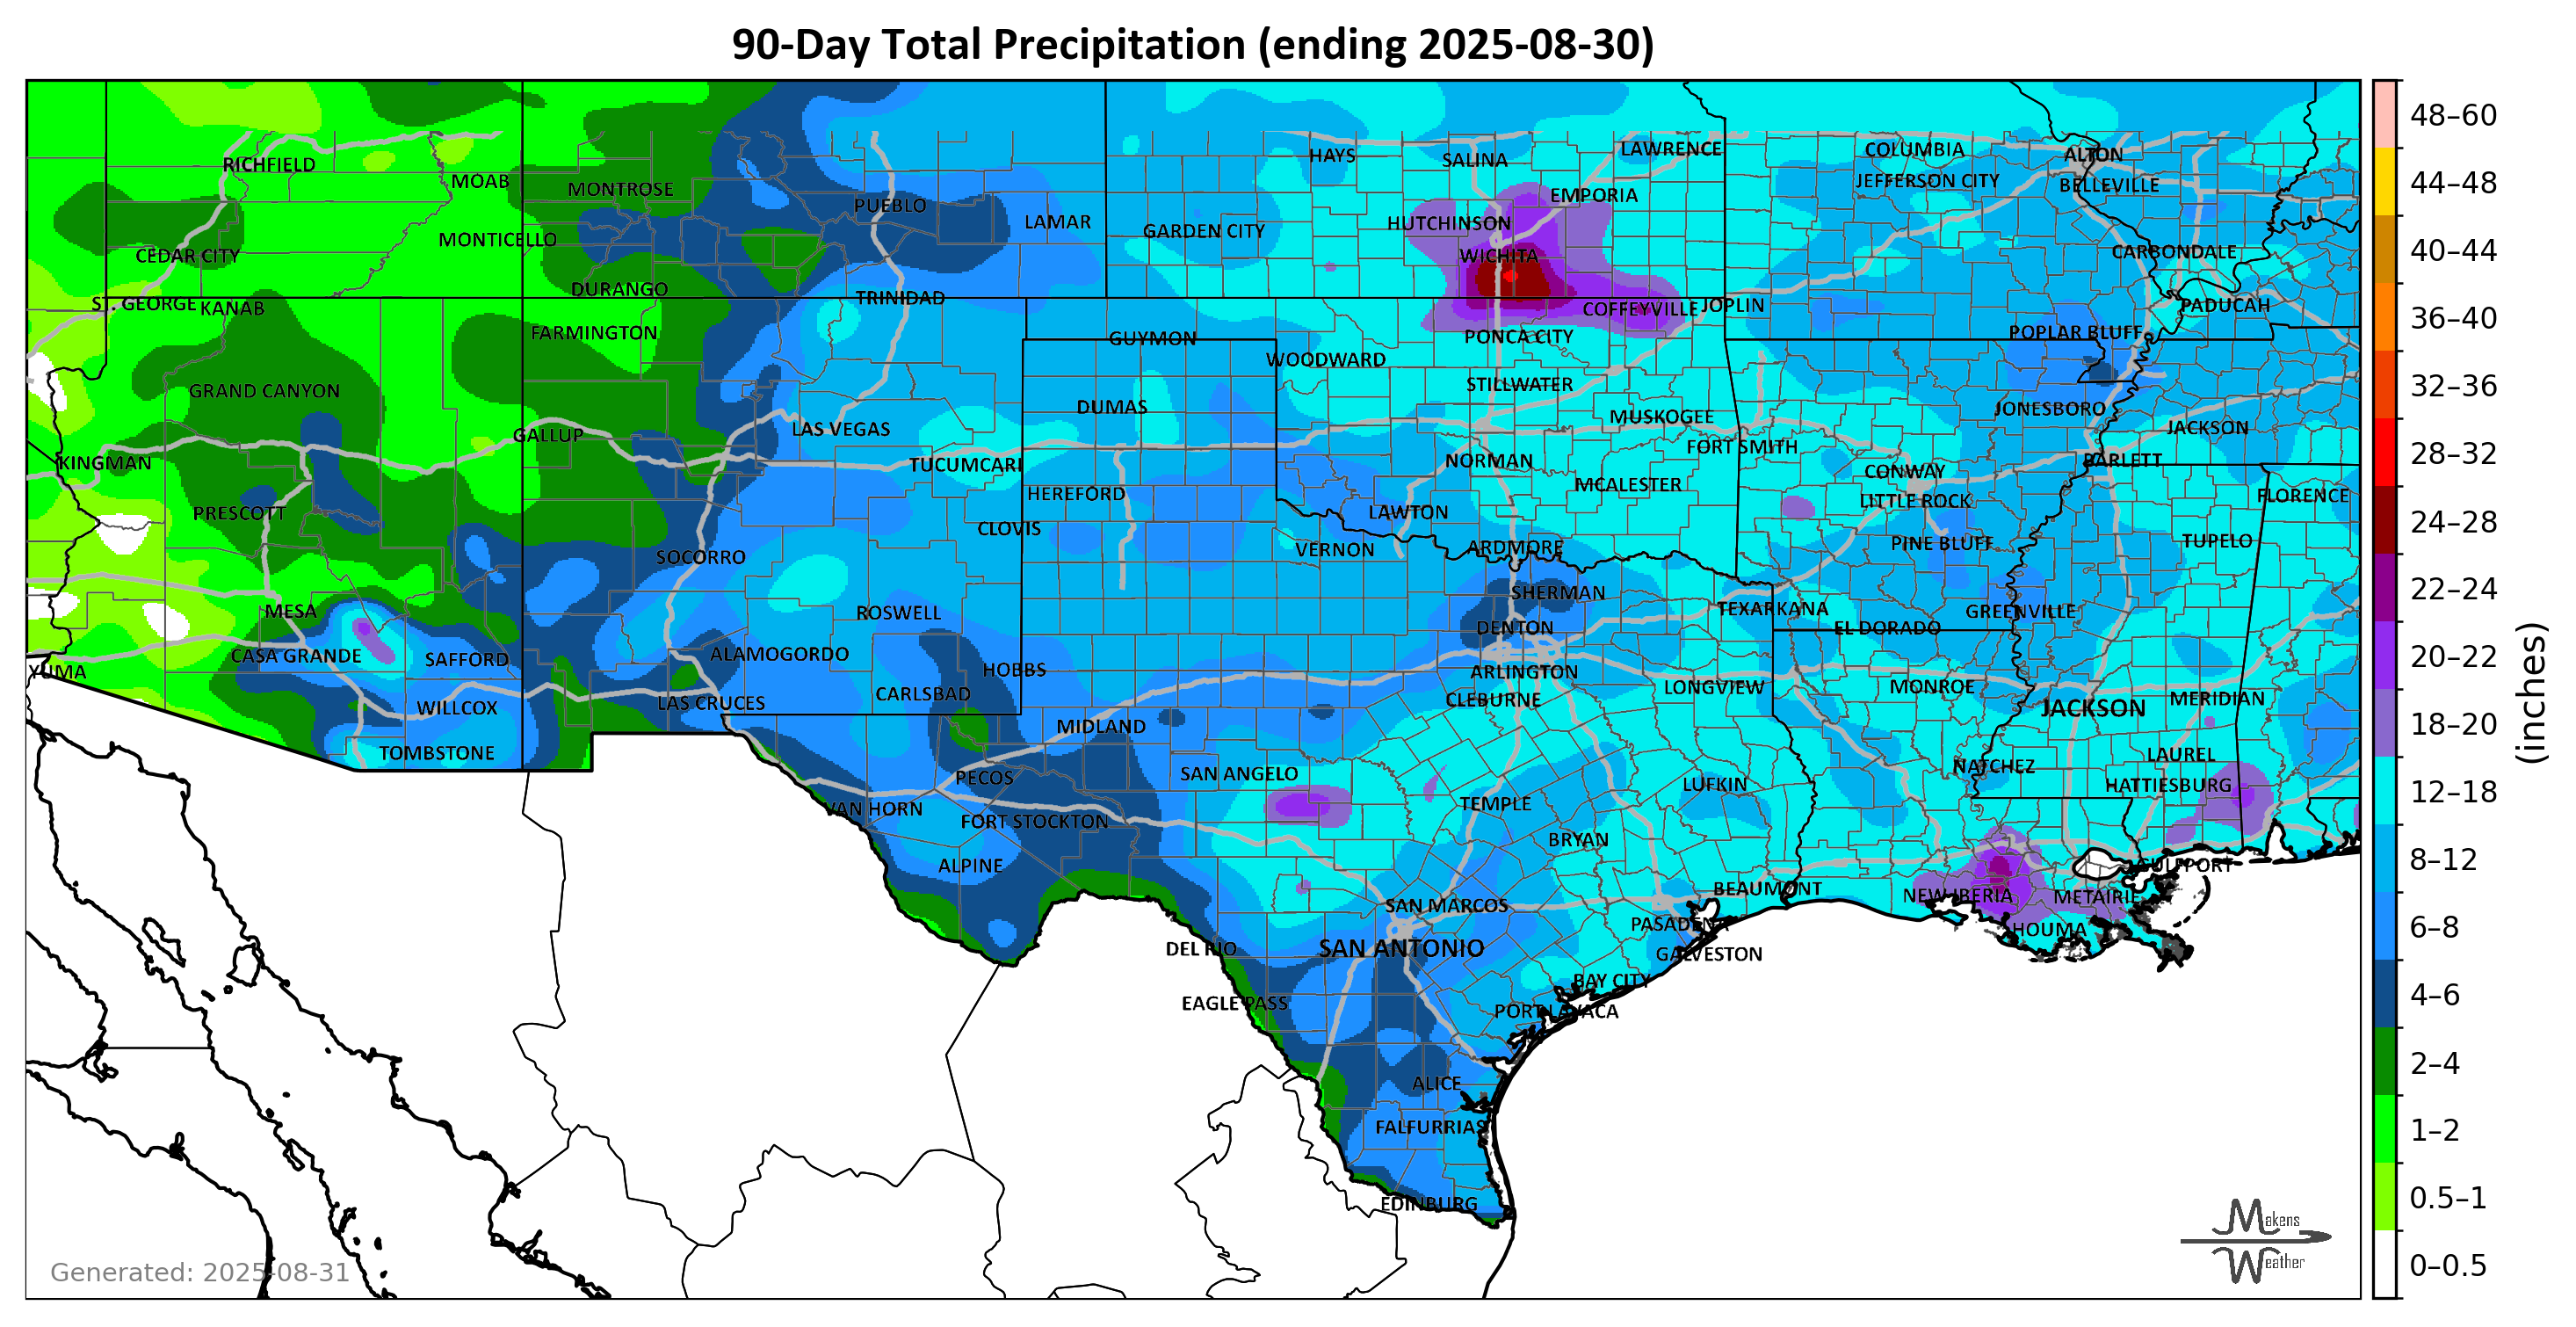 90-Day Total Precipitation (ending 2025-08-30)
RICHFIELD
MOAB
MONTROSE
PUEBLO
LAMAR
HAYS
SALINA
LAWRENCE
COLUMBIA
ALTON
JEFFERSON CITY
BELLEVILLE
EMPORIA
HUTCHINSON
GARDEN CITY
MONTICELLO
CEDAR CITY
WICHITA
CARBONDALE
DURANGO
TRINIDAD
ST. GEORGE
KANAB
COFFEYVILLE
JOPLIN
PADUCAH
FARMINGTON
GUYMON
PONCA CITY
POPLAR BLUFF
WOODWARD
STILLWATER
GRAND CANYON
DUMAS
JONESBORO
MUSKOGEE
LAS VEGAS
JACKSON
GALLUP
FORT SMITH
KINGMAN
TUCUMCARI
NORMAN
BARLETT
CONWAY
MCALESTER
HEREFORD
FLORENCE
LITTLE ROCK
PRESCOTT
LAWTON
CLOVIS
SOCORRO
VERNON
ARDMORE
PINE BLUFF
TUPELO
SHERMAN
MESA
ROSWELL
TEXARKANA
GREENVILLE
DENTON
EL DORADO
CASA GRANDE
SAFFORD
ALAMOGORDO
HOBBS
YUMA
ARLINGTON
CARLSBAD
CLEBURNE
LONGVIEW
MONROE
LAS CRUCES
WILLCOX
MERIDIAN
JACKSON
MIDLAND
TOMBSTONE
LAUREL
NATCHEZ
PECOS
SAN ANGELO
LUFKIN
HATTIESBURG
VAN HORN
TEMPLE
FORT STOCKTON
BRYAN
ALPINE
GULFPORT
BEAUMONT
NEW IBERIA
METAIRIE
SAN MARCOS
PASADENA
HOUMA
DEL RIO
SAN ANTONIO
GALVESTON
BAY CITY
EAGLE PASS
PORT LAVACA
ALICE
FALFURRIAS
EDINBURG
Generated: 2025-08-31
Makens
Weather
48–60
44–48
40–44
36–40
32–36
28–32
24–28
22–24
20–22
18–20
12–18
8–12
6–8
4–6
2–4
1–2
0.5–1
0–0.5
(inches)